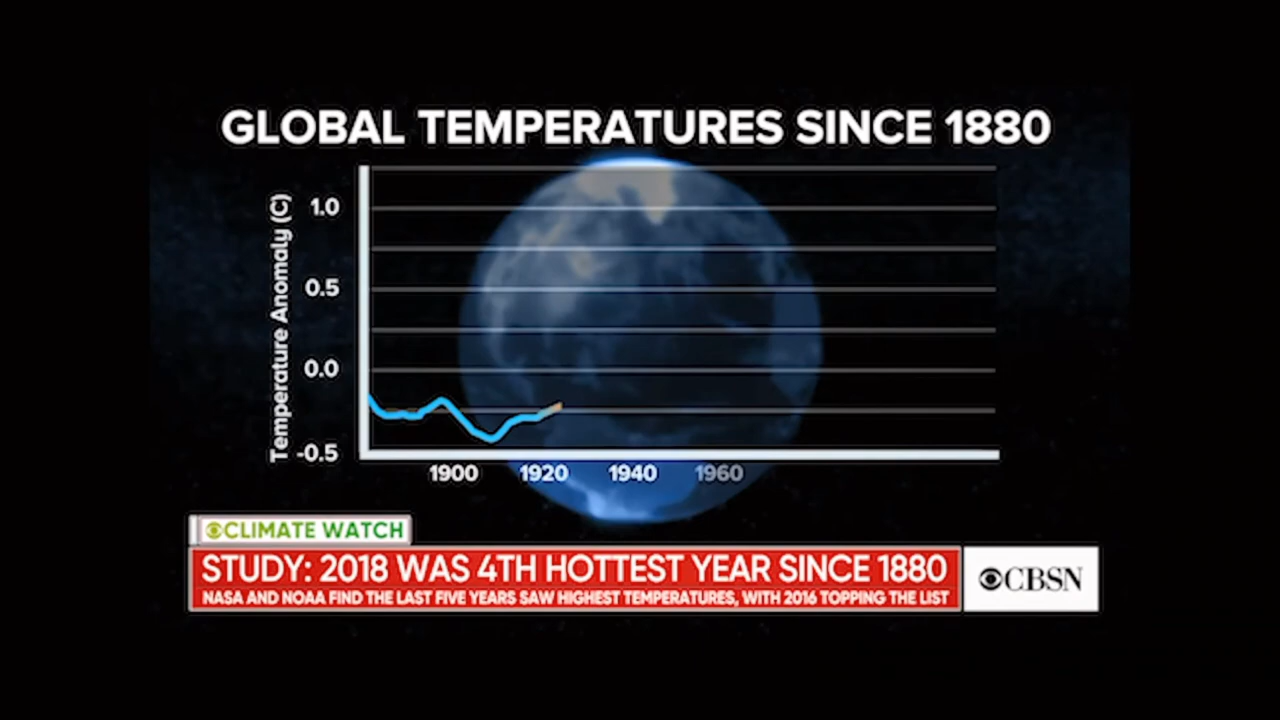 GLOBAL TEMPERATURES SINCE 1880
Temperature Anomaly (C)
1.0
0.5
0.0
-0.5
1900 1920 1940 1960
CLIMATE WATCH
STUDY: 2018 WAS 4TH HOTTEST YEAR SINCE 1880
NASA AND NOAA FIND THE LAST FIVE YEARS SAW HIGHEST TEMPERATURES, WITH 2016 TOPPING THE LIST
CBSN